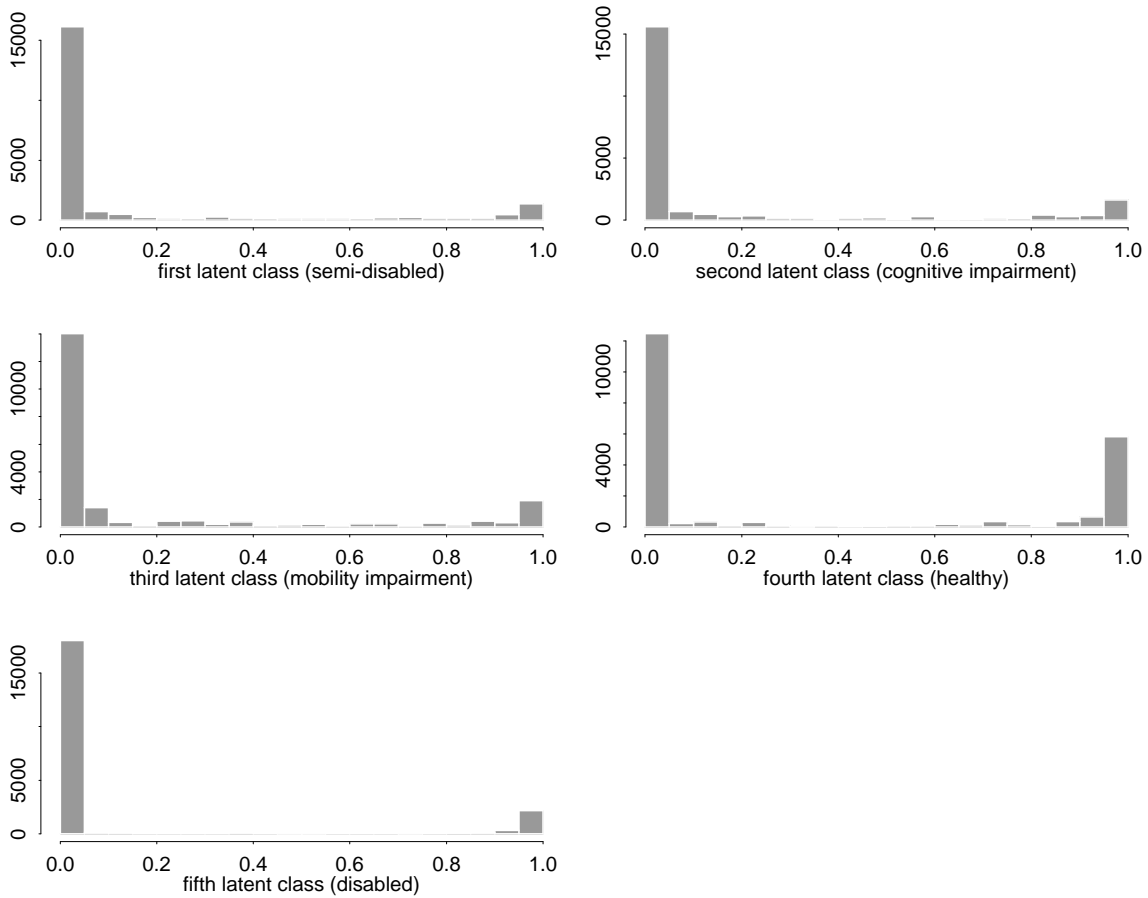 15000
5000
0
0.0 0.2 0.4 0.6 0.8 1.0
first latent class (semi-disabled)
15000
5000
0
0.0 0.2 0.4 0.6 0.8 1.0
second latent class (cognitive impairment)
10000
4000
0
0.0 0.2 0.4 0.6 0.8 1.0
third latent class (mobility impairment)
10000
4000
0
0.0 0.2 0.4 0.6 0.8 1.0
fourth latent class (healthy)
15000
5000
0
0.0 0.2 0.4 0.6 0.8 1.0
fifth latent class (disabled)